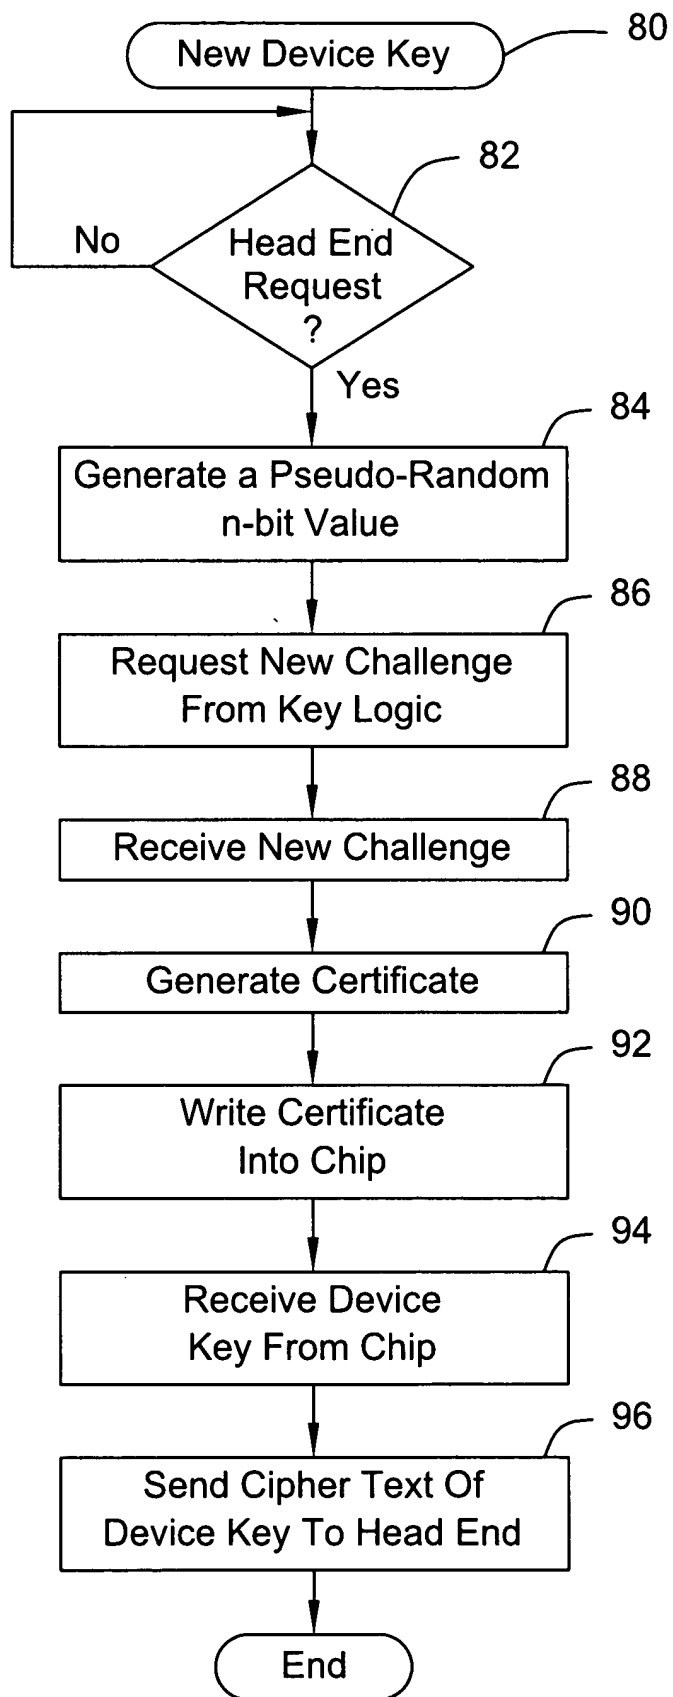 New Device Key
80
82
Head End
Request
?
No
Yes
84
Generate a Pseudo-Random
n-bit Value
86
Request New Challenge
From Key Logic
88
Receive New Challenge
90
Generate Certificate
92
Write Certificate
Into Chip
94
Receive Device
Key From Chip
96
Send Cipher Text Of
Device Key To Head End
End